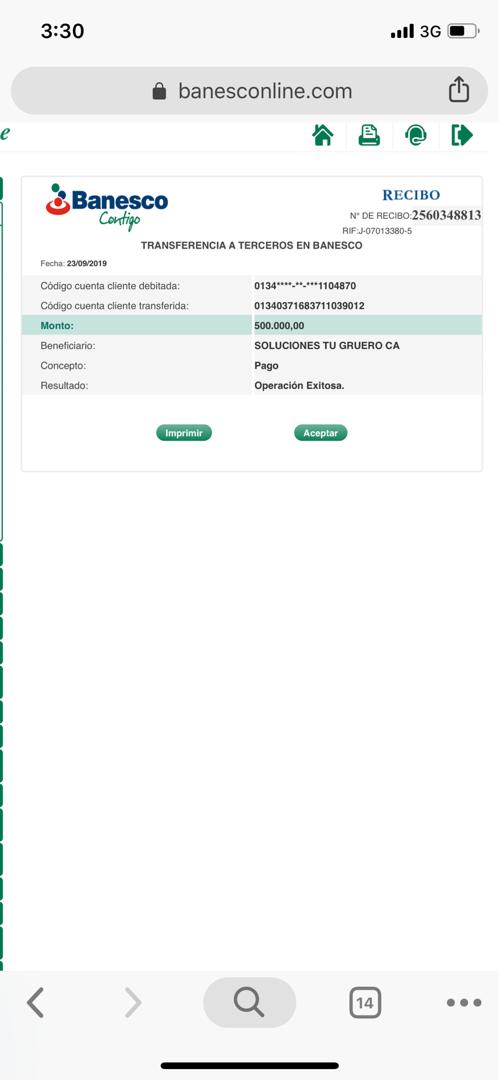 3:30
3G
banesconline.com
e
Banesco
Contigo
RECIBO
N° DE RECIBO:2560348813
RIF:J-07013380-5
TRANSFERENCIA A TERCEROS EN BANESCO
Fecha: 23/09/2019
Código cuenta cliente debitada: 0134****-**-***1104870
Código cuenta cliente transferida: 01340371683711039012
Monto: 500.000,00
Beneficiario: SOLUCIONES TU GRUERO CA
Concepto: Pago
Resultado: Operación Exitosa.
Imprimir Aceptar
14